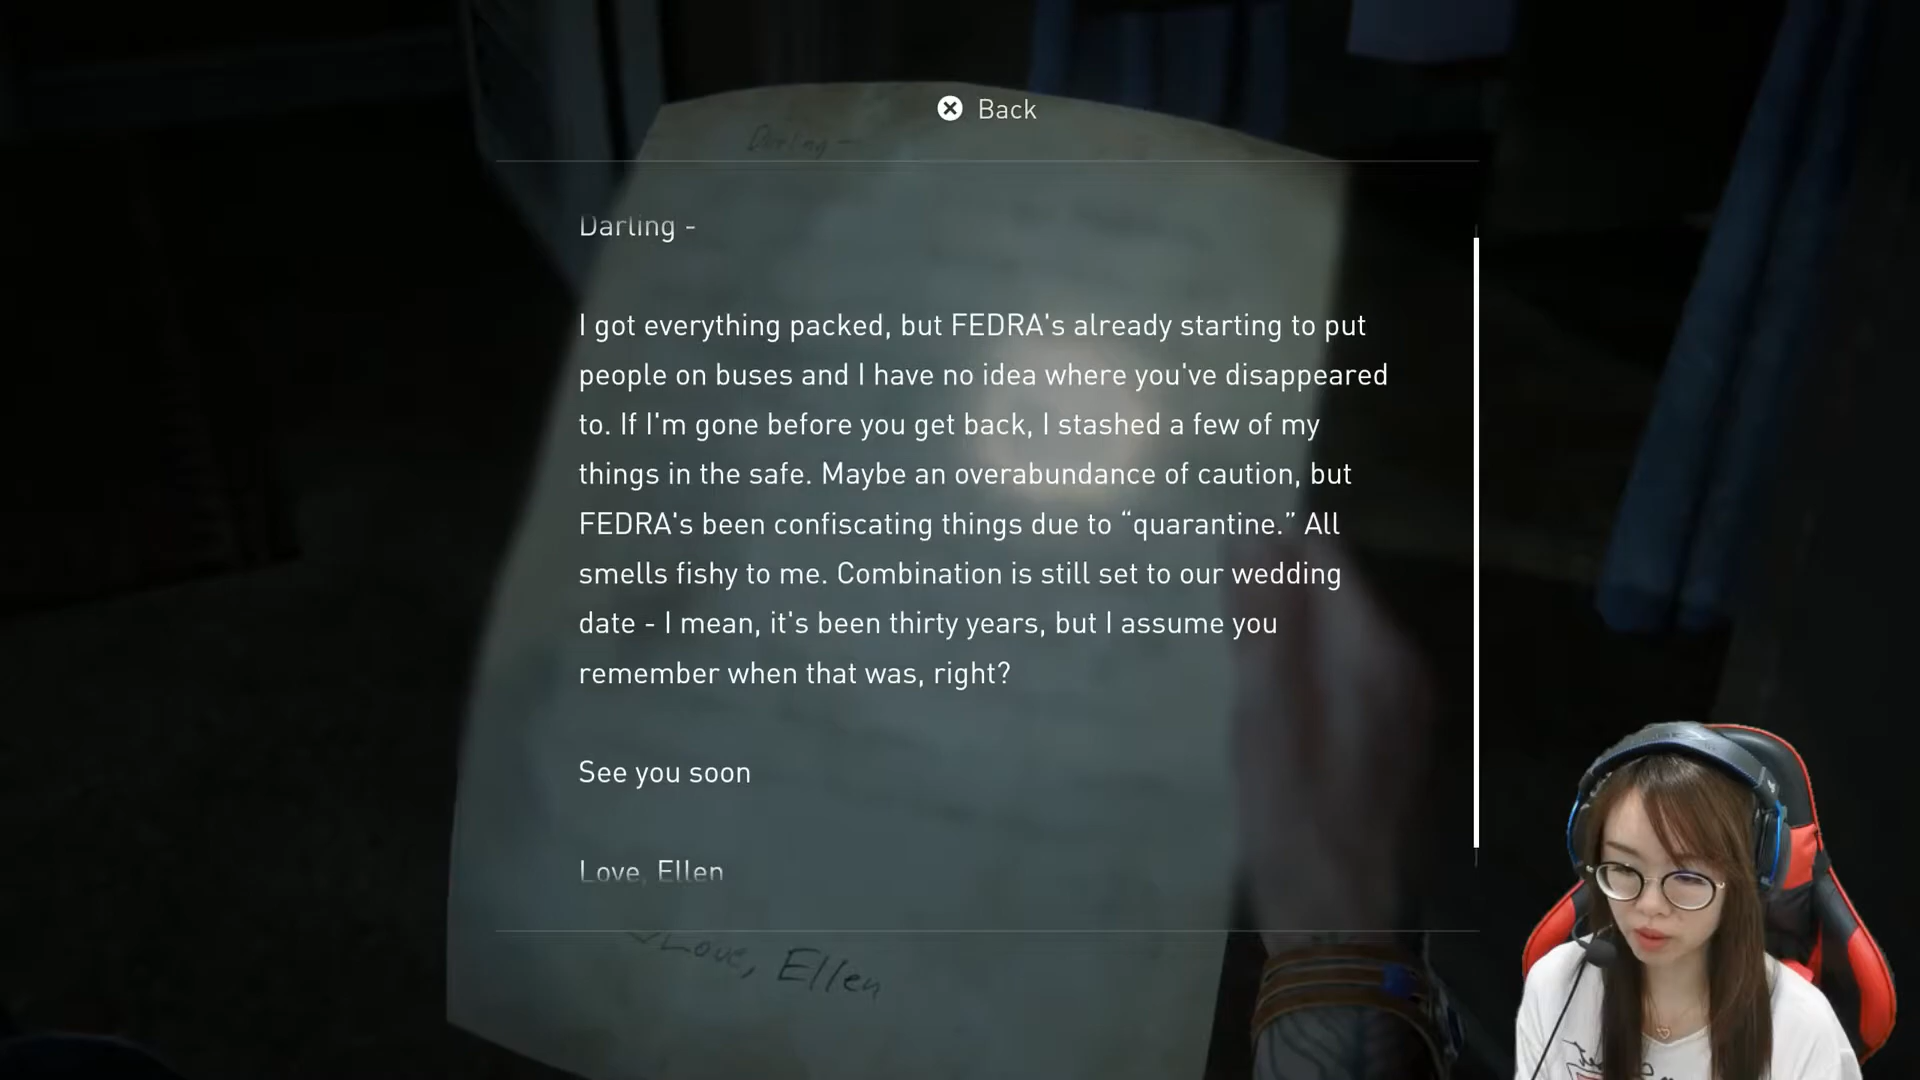 Back
Darling -
Darling -
I got everything packed, but FEDRA's already starting to put
people on buses and I have no idea where you've disappeared
to. If I'm gone before you get back, I stashed a few of my
things in the safe. Maybe an overabundance of caution, but
FEDRA's been confiscating things due to “quarantine.” All
smells fishy to me. Combination is still set to our wedding
date - I mean, it's been thirty years, but I assume you
remember when that was, right?
See you soon
Love, Ellen
Love, Ellen